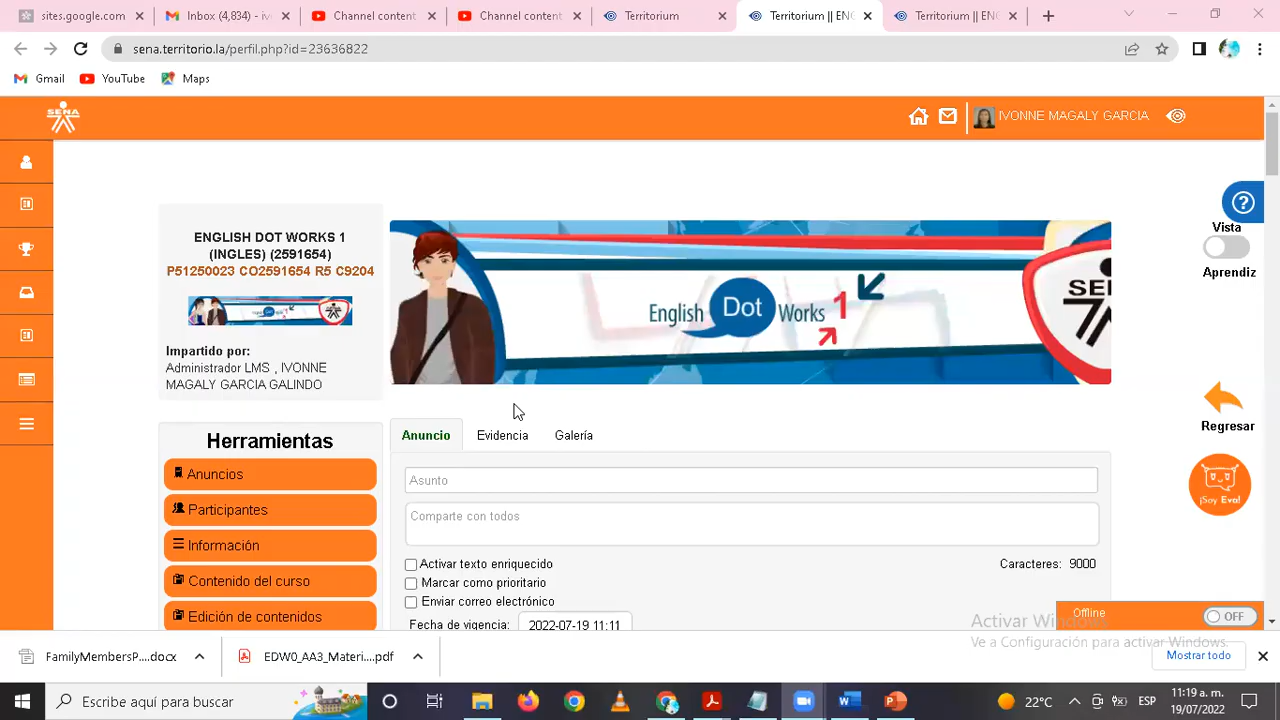 sites.google.com
Inbox (4,834) - iv
Channel content
Channel content
Territorium
Territorium || ENG
Territorium || ENG
sena.territorio.la/perfil.php?id=23636822
Gmail
YouTube
Maps
SENA
IVONNE MAGALY GARCIA
ENGLISH DOT WORKS 1
(INGLES) (2591654)
P51250023 CO2591654 R5 C9204
Impartido por:
Administrador LMS , IVONNE
MAGALY GARCIA GALINDO
English Dot Works 1
SE
Vista
Aprendiz
Regresar
¡Soy Eva!
Herramientas
Anuncios
Participantes
Información
Contenido del curso
Edición de contenidos
Anuncio
Evidencia
Galería
Asunto
Comparte con todos
Activar texto enriquecido
Caracteres: 9000
Marcar como prioritario
Enviar correo electrónico
Fecha de vigencia:
2022-07-19 11:11
Offline
OFF
Activar Windows
Ve a Configuración para activar Windows.
FamilyMembersP....docx
EDW0_AA3_Materi....pdf
Mostrar todo
Escribe aquí para buscar
22°C
ESP
11:19 a. m.
19/07/2022